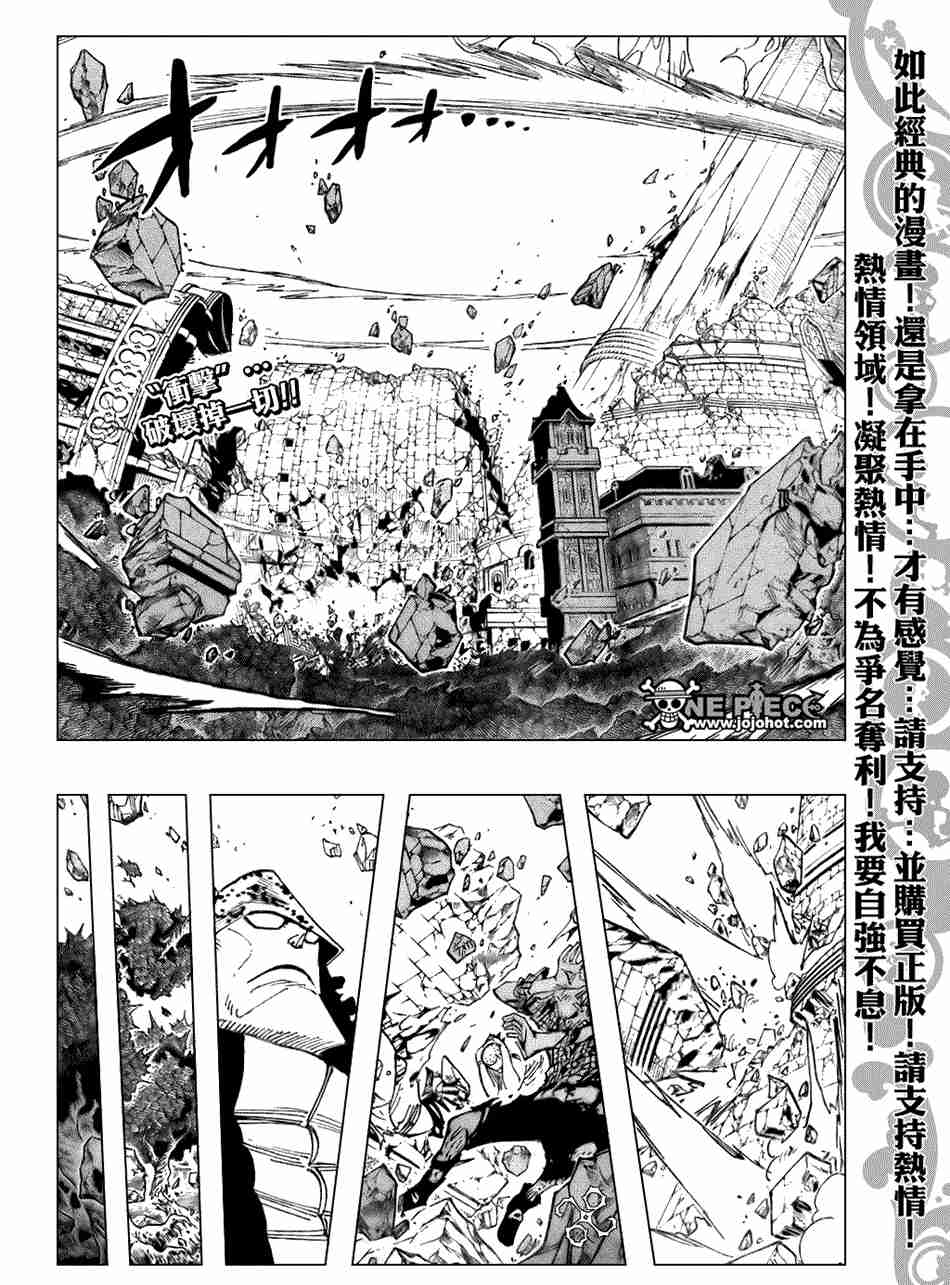 如此經典的漫畫！還是拿在手中…才有感覺…請支持…並購買正版！請支持熱情！
熱情領域！凝聚熱情！不為爭名奪利！我要自強不息！
オオオオ…
“衝擊”…
破壞掉一切!!
ONE PIECE
www.jojohot.com